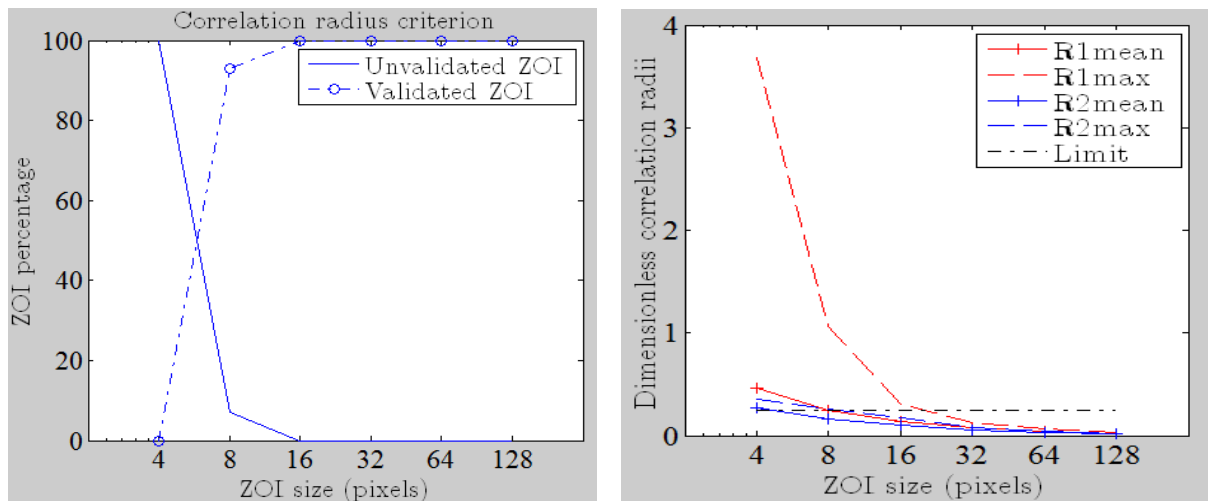 Correlation radius criterion
100
80
60
40
20
0
ZOI percentage
Unvalidated ZOI
Validated ZOI
4 8 16 32 64 128
ZOI size (pixels)
4
3
2
1
0
Dimensionless correlation radii
R1mean
R1max
R2mean
R2max
Limit
4 8 16 32 64 128
ZOI size (pixels)